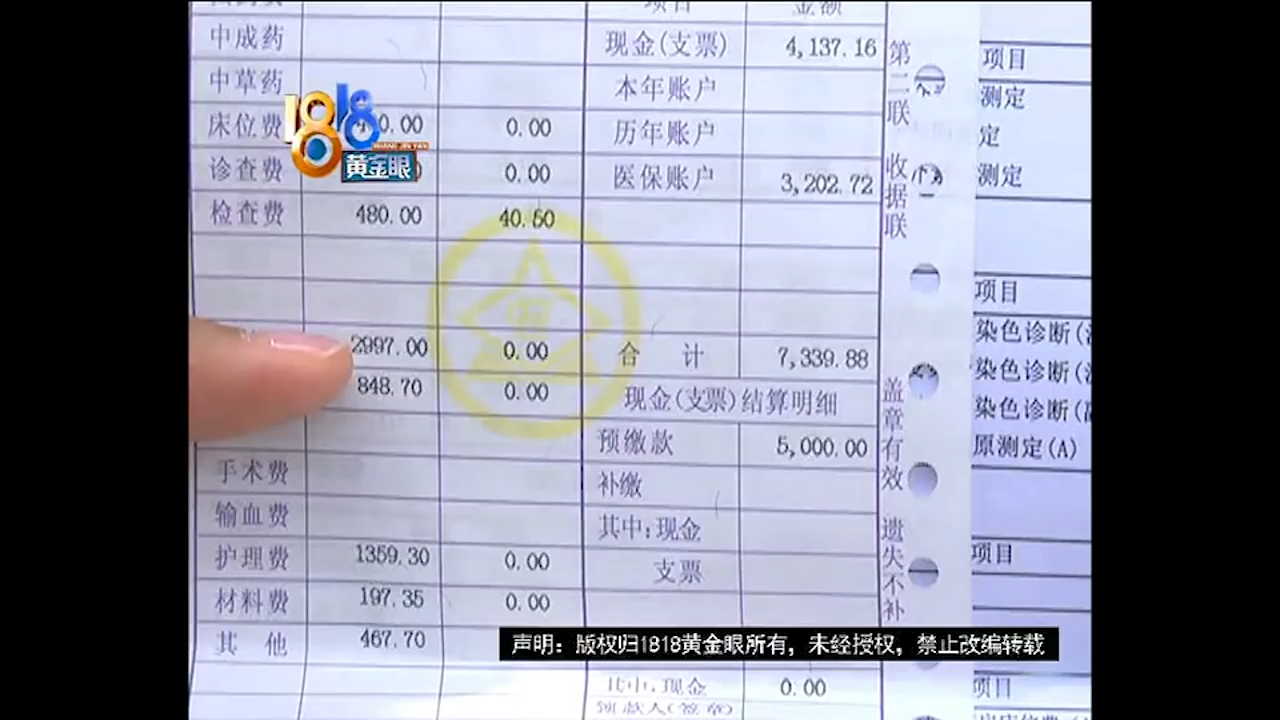 项目 金额
中成药 现金(支票) 4,137.16
中草药 本年账户
床位费 0.00 历年账户
诊查费 0.00 医保账户 3,202.72
检查费 480.00 40.50
2997.00 0.00 合 计 7,339.88
848.70 0.00 现金(支票)结算明细
预缴款 5,000.00
手术费 补缴
输血费 其中:现金
护理费 1359.30 0.00 支票
材料费 197.35 0.00
其 他 467.70
其中:现金 0.00
领款人(签章)
第二联 收据联 盖章有效 遗失不补
项目
测定
定
测定
项目
染色诊断(
染色诊断(
染色诊断(
原测定(A)
项目
项目
1818
黄金眼
声明：版权归1818黄金眼所有，未经授权，禁止改编转载